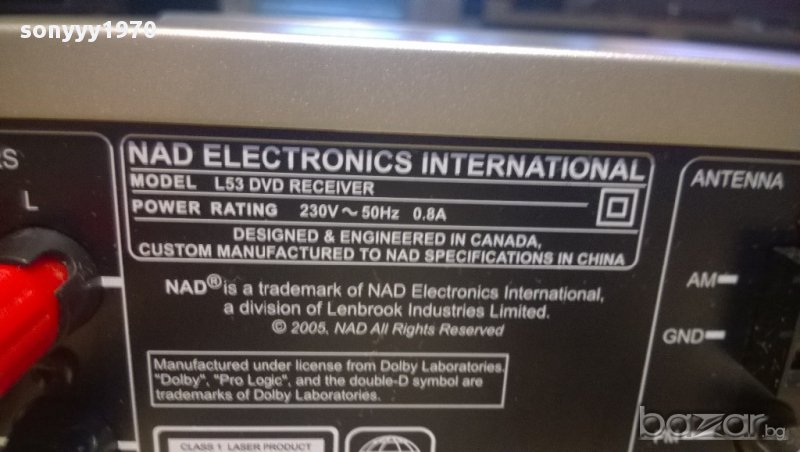 sonyyy1970
RS
L
NAD ELECTRONICS INTERNATIONAL
MODEL L53 DVD RECEIVER
POWER RATING 230V ~ 50Hz 0.8A
DESIGNED & ENGINEERED IN CANADA,
CUSTOM MANUFACTURED TO NAD SPECIFICATIONS IN CHINA
NAD® is a trademark of NAD Electronics International,
a division of Lenbrook Industries Limited.
© 2005, NAD All Rights Reserved
Manufactured under license from Dolby Laboratories.
"Dolby", "Pro Logic", and the double-D symbol are
trademarks of Dolby Laboratories.
CLASS 1 LASER PRODUCT
ANTENNA
AM
GND
FM
bazar.bg